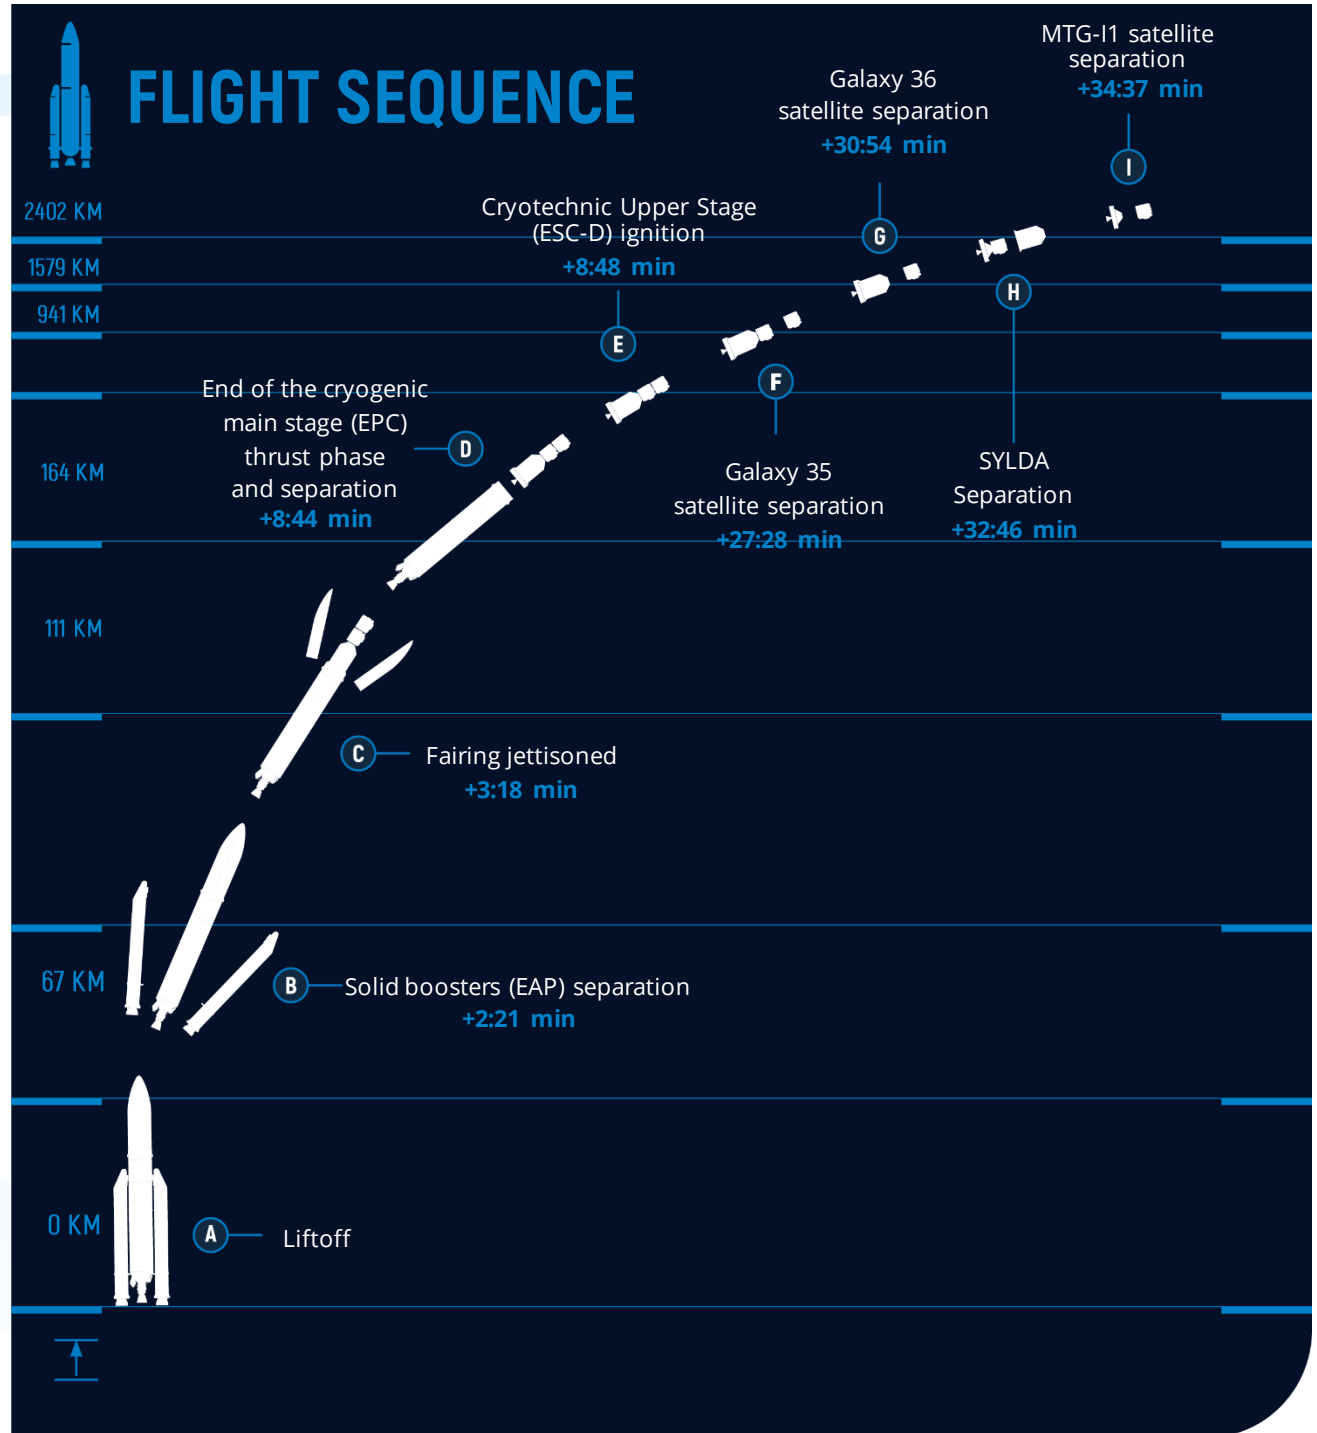 FLIGHT SEQUENCE
MTG-I1 satellite
separation
+34:37 min
I
Galaxy 36
satellite separation
+30:54 min
G
2402 KM
Cryotechnic Upper Stage
(ESC-D) ignition
+8:48 min
E
1579 KM
H
941 KM
F
End of the cryogenic
main stage (EPC)
thrust phase
and separation
+8:44 min
D
164 KM
Galaxy 35
satellite separation
+27:28 min
SYLDA
Separation
+32:46 min
111 KM
C
Fairing jettisoned
+3:18 min
67 KM
B
Solid boosters (EAP) separation
+2:21 min
0 KM
A
Liftoff